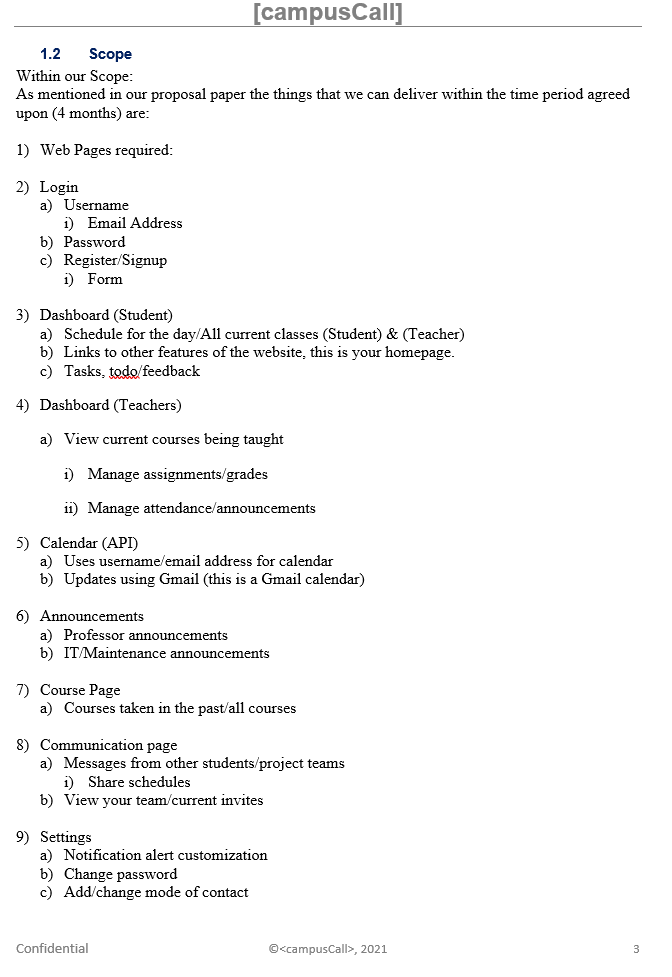 [campusCall]
1.2 Scope
Within our Scope:
As mentioned in our proposal paper the things that we can deliver within the time period agreed
upon (4 months) are:
1) Web Pages required:
2) Login
a) Username
i) Email Address
b) Password
c) Register/Signup
i) Form
3) Dashboard (Student)
a) Schedule for the day/All current classes (Student) & (Teacher)
b) Links to other features of the website, this is your homepage.
c) Tasks, todo/feedback
4) Dashboard (Teachers)
a) View current courses being taught
i) Manage assignments/grades
ii) Manage attendance/announcements
5) Calendar (API)
a) Uses username/email address for calendar
b) Updates using Gmail (this is a Gmail calendar)
6) Announcements
a) Professor announcements
b) IT/Maintenance announcements
7) Course Page
a) Courses taken in the past/all courses
8) Communication page
a) Messages from other students/project teams
i) Share schedules
b) View your team/current invites
9) Settings
a) Notification alert customization
b) Change password
c) Add/change mode of contact
Confidential ©<campusCall>, 2021 3